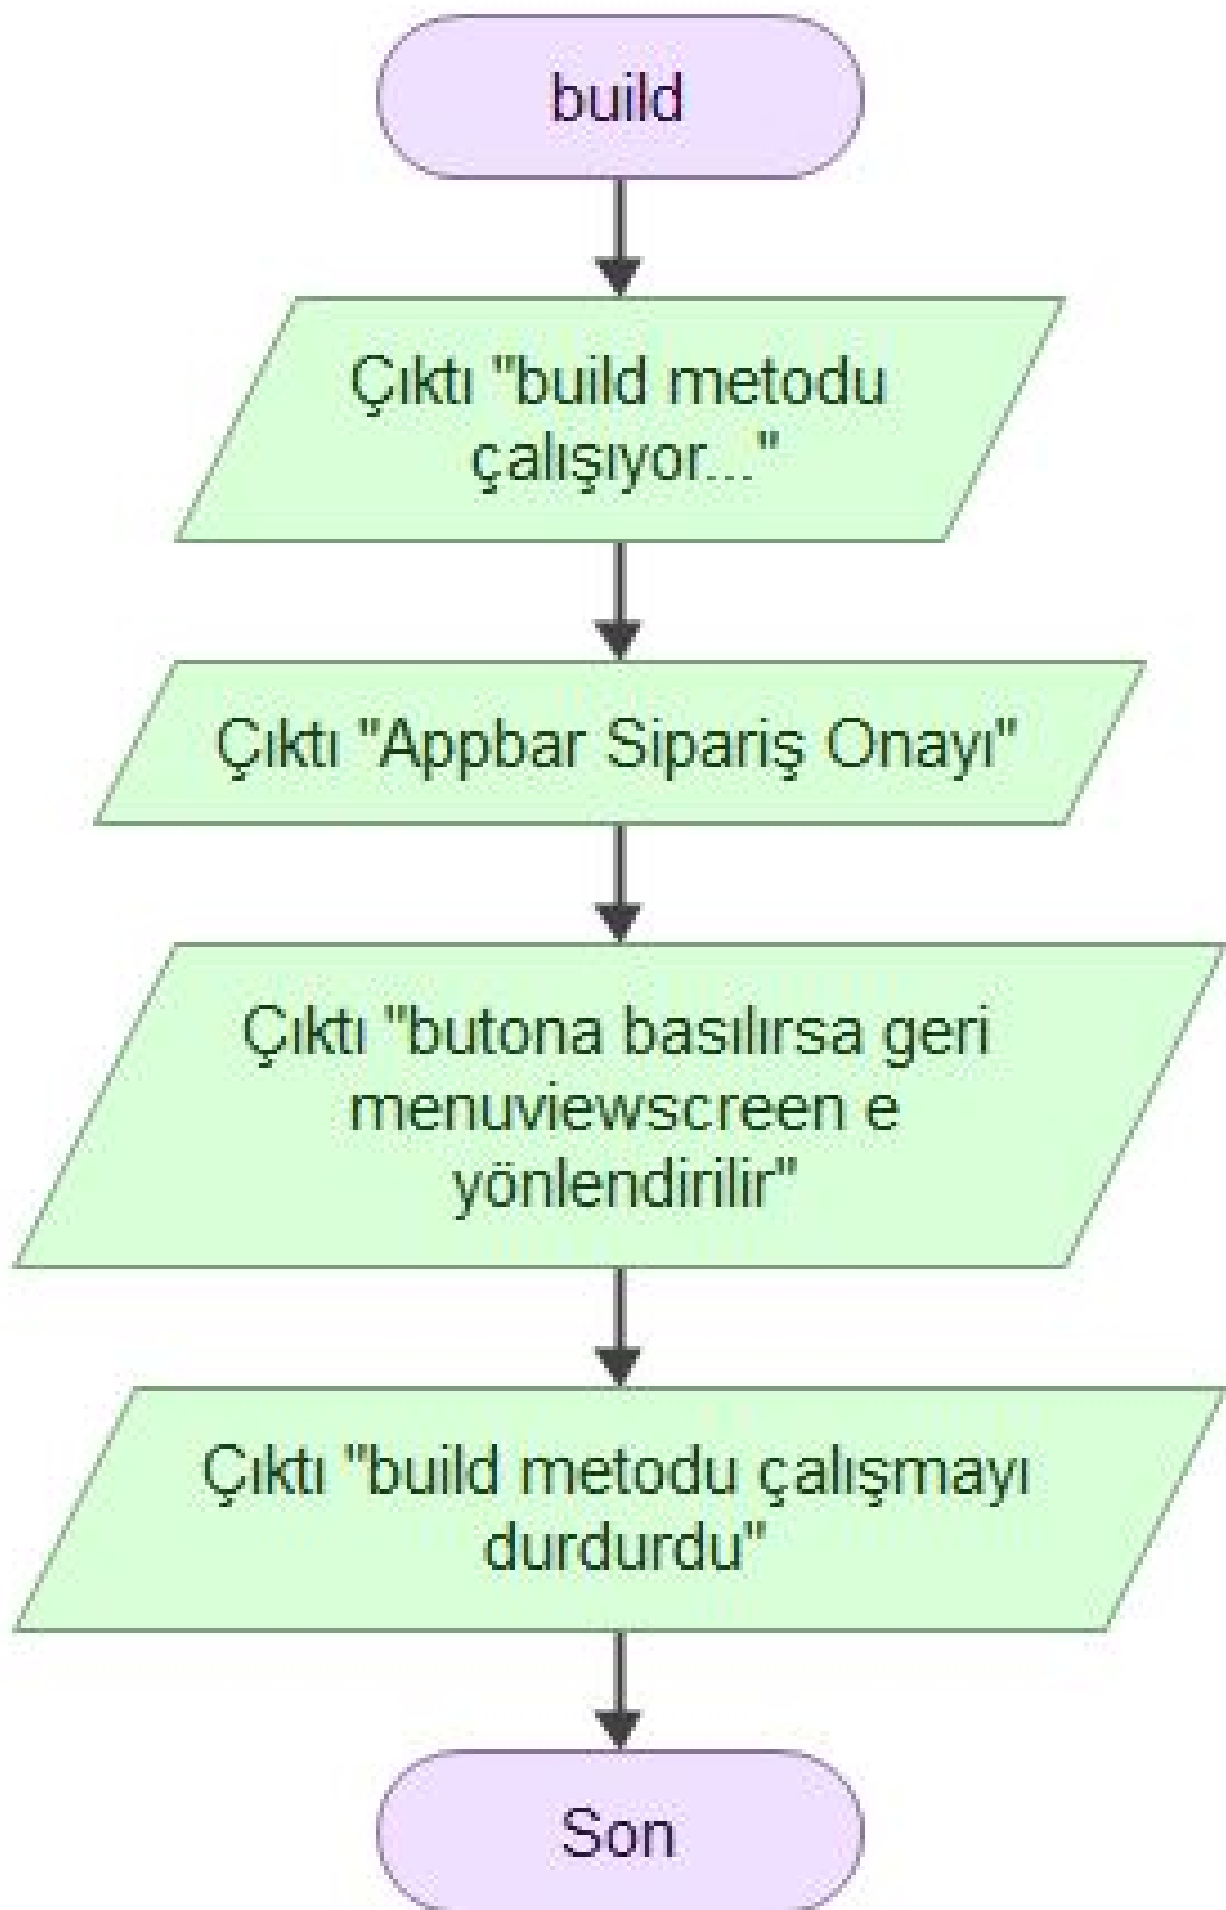 build
Çıktı "build metodu
çalışıyor..."
Çıktı "Appbar Sipariş Onayı"
Çıktı "butona basılırsa geri
menuviewscreen e
yönlendirilir"
Çıktı "build metodu çalışmayı
durdurdu"
Son